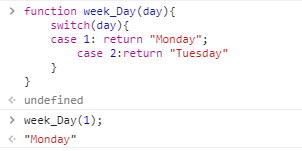 function week_Day(day){
switch(day){
case 1: return "Monday";
case 2:return "Tuesday"
}
}
undefined
week_Day(1);
"Monday"